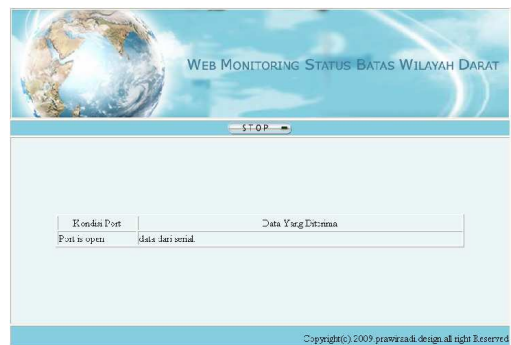 WEB MONITORING STATUS BATAS WILAYAH DARAT
STOP
Kondisi Port Data Yang Diterima
Port is open data dari serial
Copyright(c) 2009.prawiraadi.design.all right Reserved